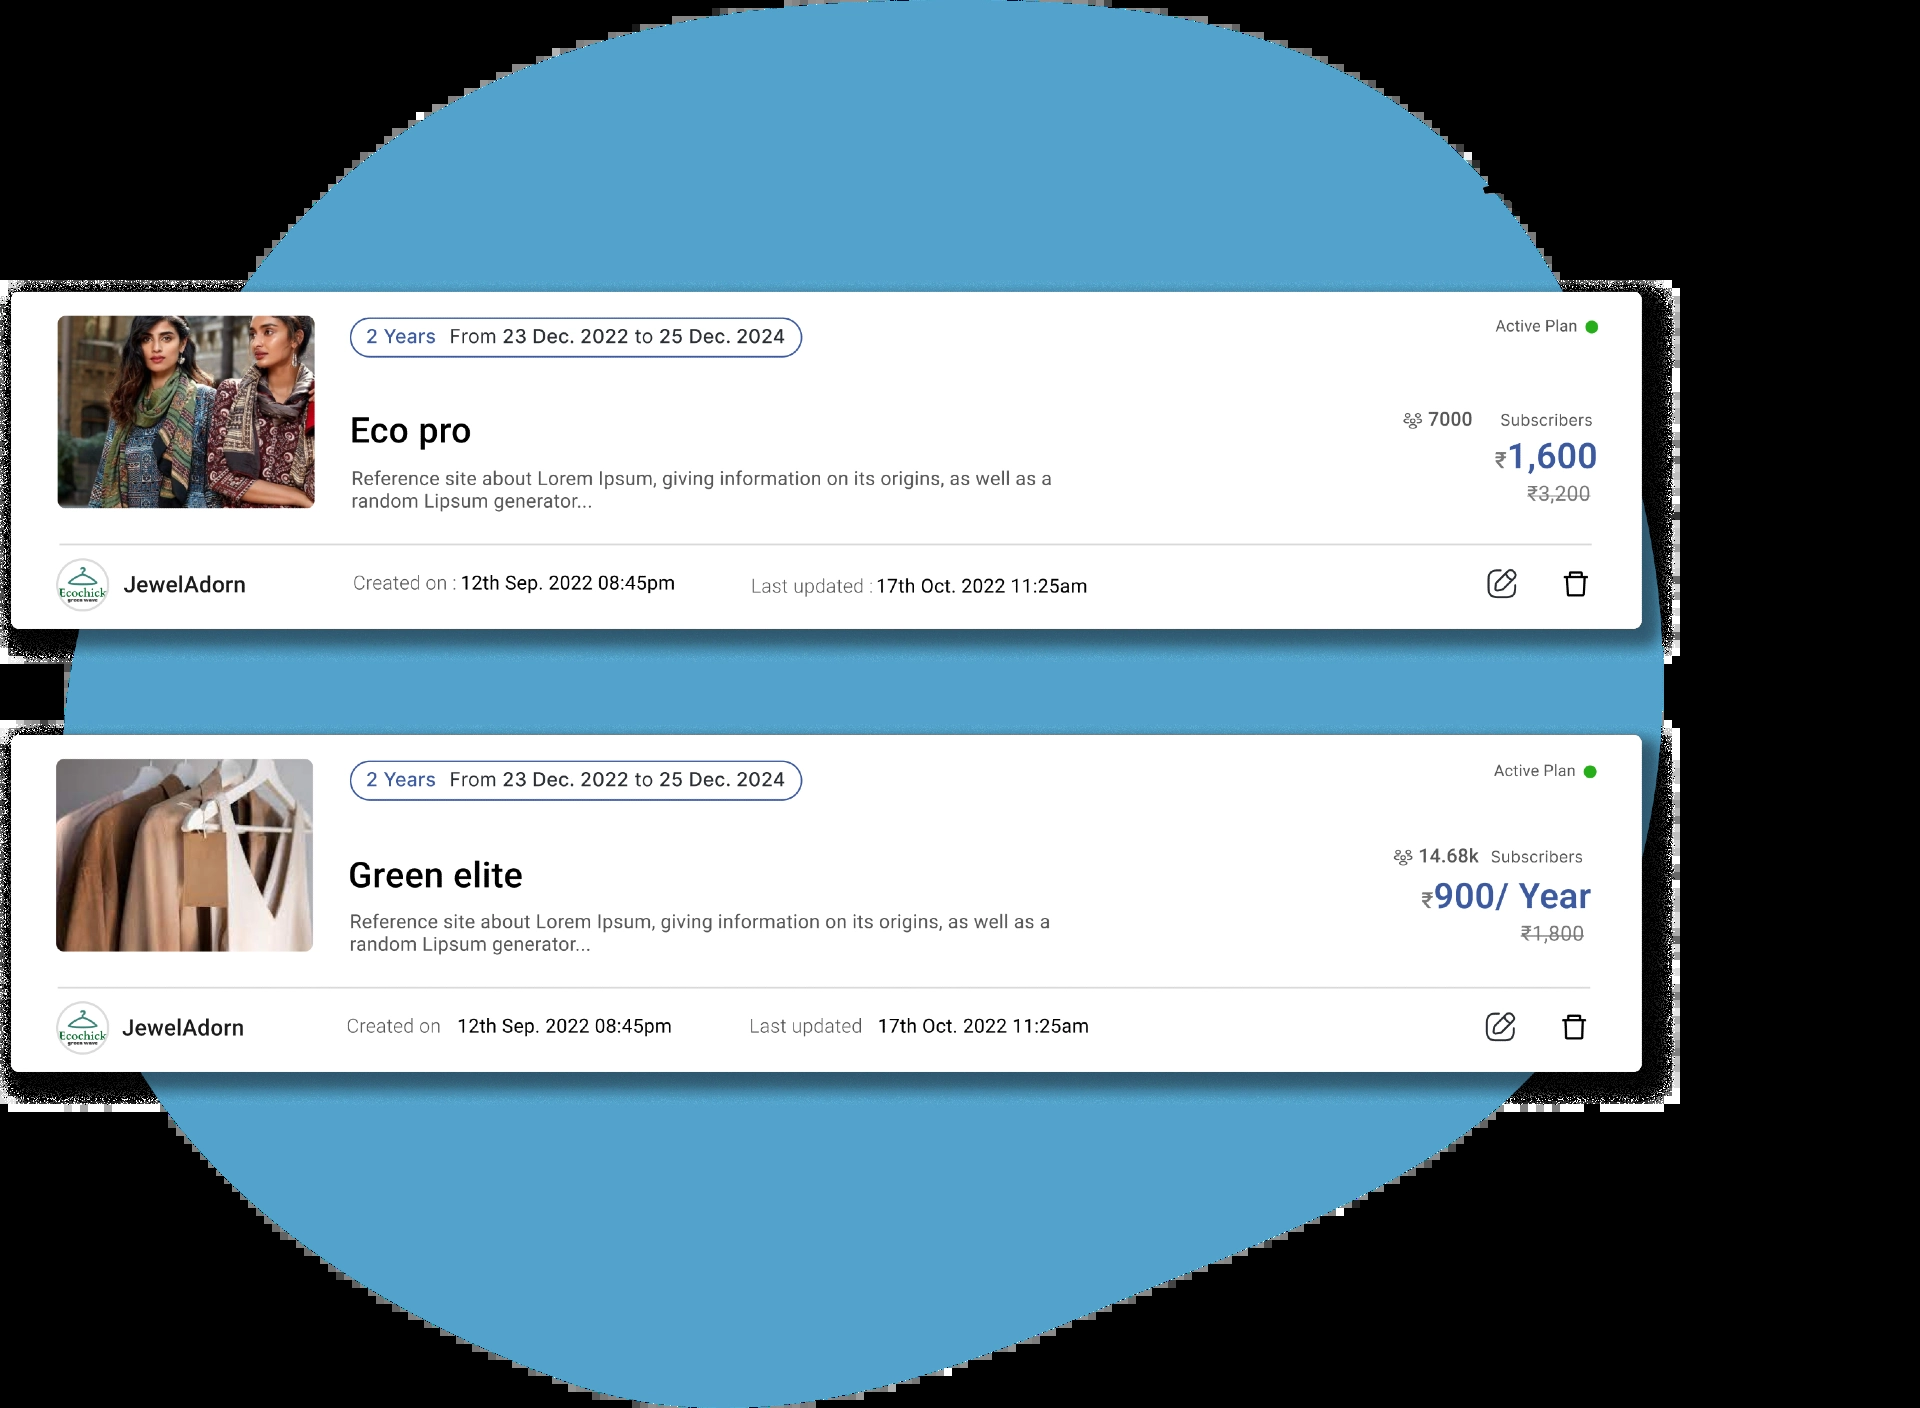 2 Years From 23 Dec. 2022 to 25 Dec. 2024
Active Plan
Eco pro
7000 Subscribers
₹1,600
₹3,200
Reference site about Lorem Ipsum, giving information on its origins, as well as a
random Lipsum generator...
Ecochick
green wave
JewelAdorn
Created on : 12th Sep. 2022 08:45pm
Last updated : 17th Oct. 2022 11:25am
2 Years From 23 Dec. 2022 to 25 Dec. 2024
Active Plan
Green elite
14.68k Subscribers
₹900/ Year
₹1,800
Reference site about Lorem Ipsum, giving information on its origins, as well as a
random Lipsum generator...
Ecochick
green wave
JewelAdorn
Created on 12th Sep. 2022 08:45pm
Last updated 17th Oct. 2022 11:25am